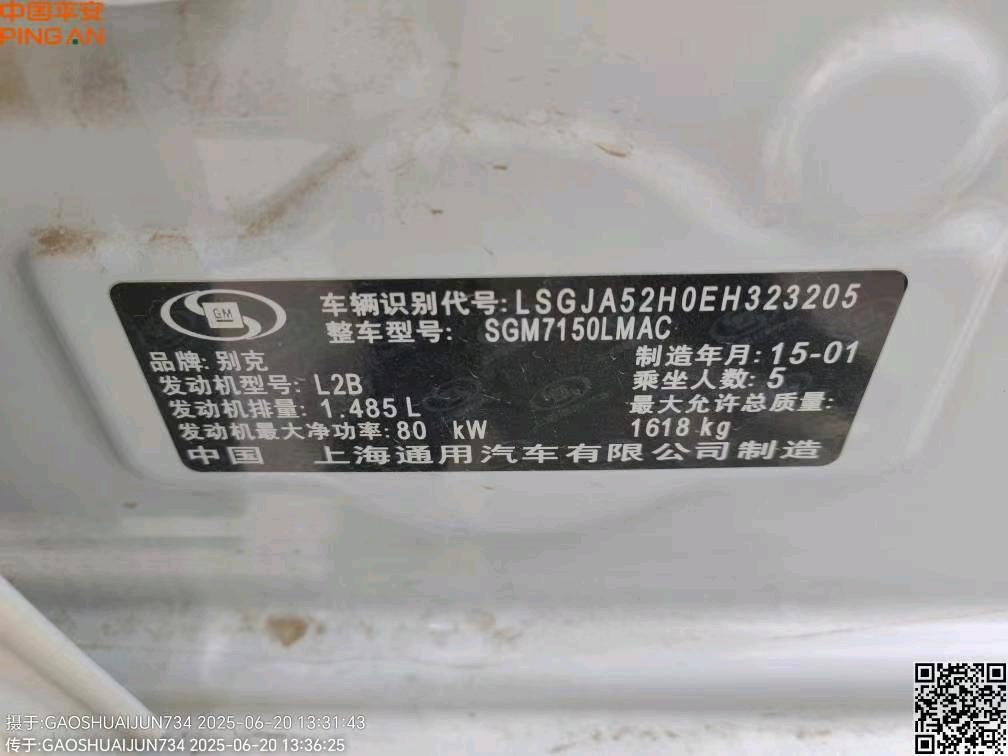 中国平安
PING AN
GM
车辆识别代号:LSGJA52H0EH323205
整车型号: SGM7150LMAC
品牌:别克
制造年月:15-01
发动机型号:L2B
乘坐人数:5
发动机排量:1.485L
最大允许总质量:
发动机最大净功率:80 kW
1618 kg
中国 上海通用汽车有限公司制造
摄于:GAOSHUAIJUN734 2025-06-20 13:31:43
传于:GAOSHUAIJUN734 2025-06-20 13:36:25